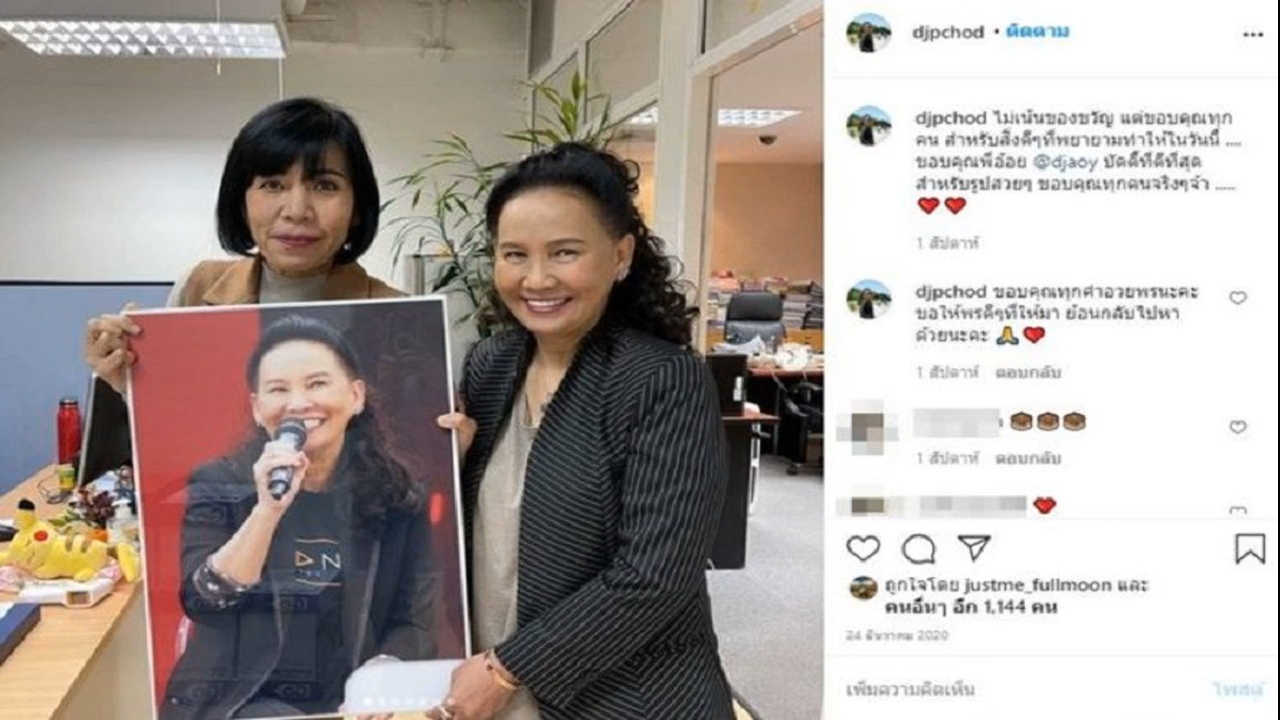 djpchod • ติดตาม
djpchod ไม่เน้นของขวัญ แต่ขอบคุณทุก
คน สำหรับสิ่งดีๆที่พยายามทำให้ในวันนี้ ....
ขอบคุณพี่อ้อย @djaoy บัดดี้ที่ดีที่สุด
สำหรับรูปสวยๆ ขอบคุณทุกคนจริงๆจ้า .....
❤️❤️
1 สัปดาห์
djpchod ขอบคุณทุกคำอวยพรนะคะ
ขอให้พรดีๆที่ให้มา ย้อนกลับไปหา
ด้วยนะคะ 🙏❤️
1 สัปดาห์ ตอบกลับ
1 สัปดาห์ ตอบกลับ
ถูกใจโดย justme_fullmoon และ
คนอื่นๆ อีก 1,144 คน
24 ธันวาคม 2020
เพิ่มความคิดเห็น
โพสต์
DN